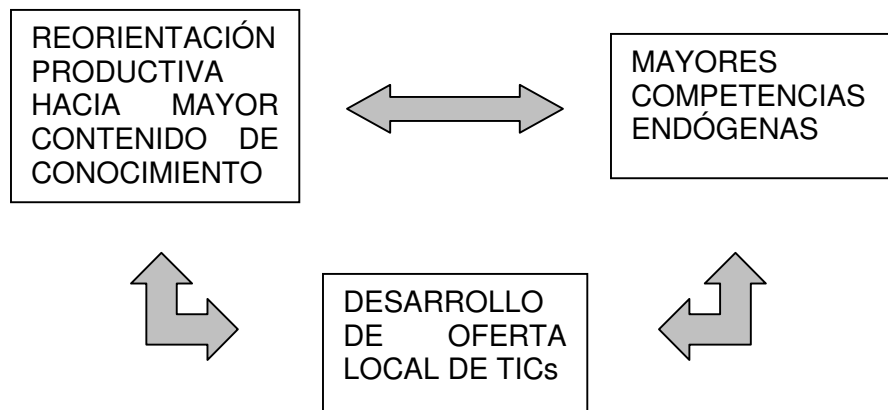 REORIENTACIÓN
PRODUCTIVA
HACIA MAYOR
CONTENIDO DE
CONOCIMIENTO
MAYORES
COMPETENCIAS
ENDÓGENAS
DESARROLLO
DE OFERTA
LOCAL DE TICs